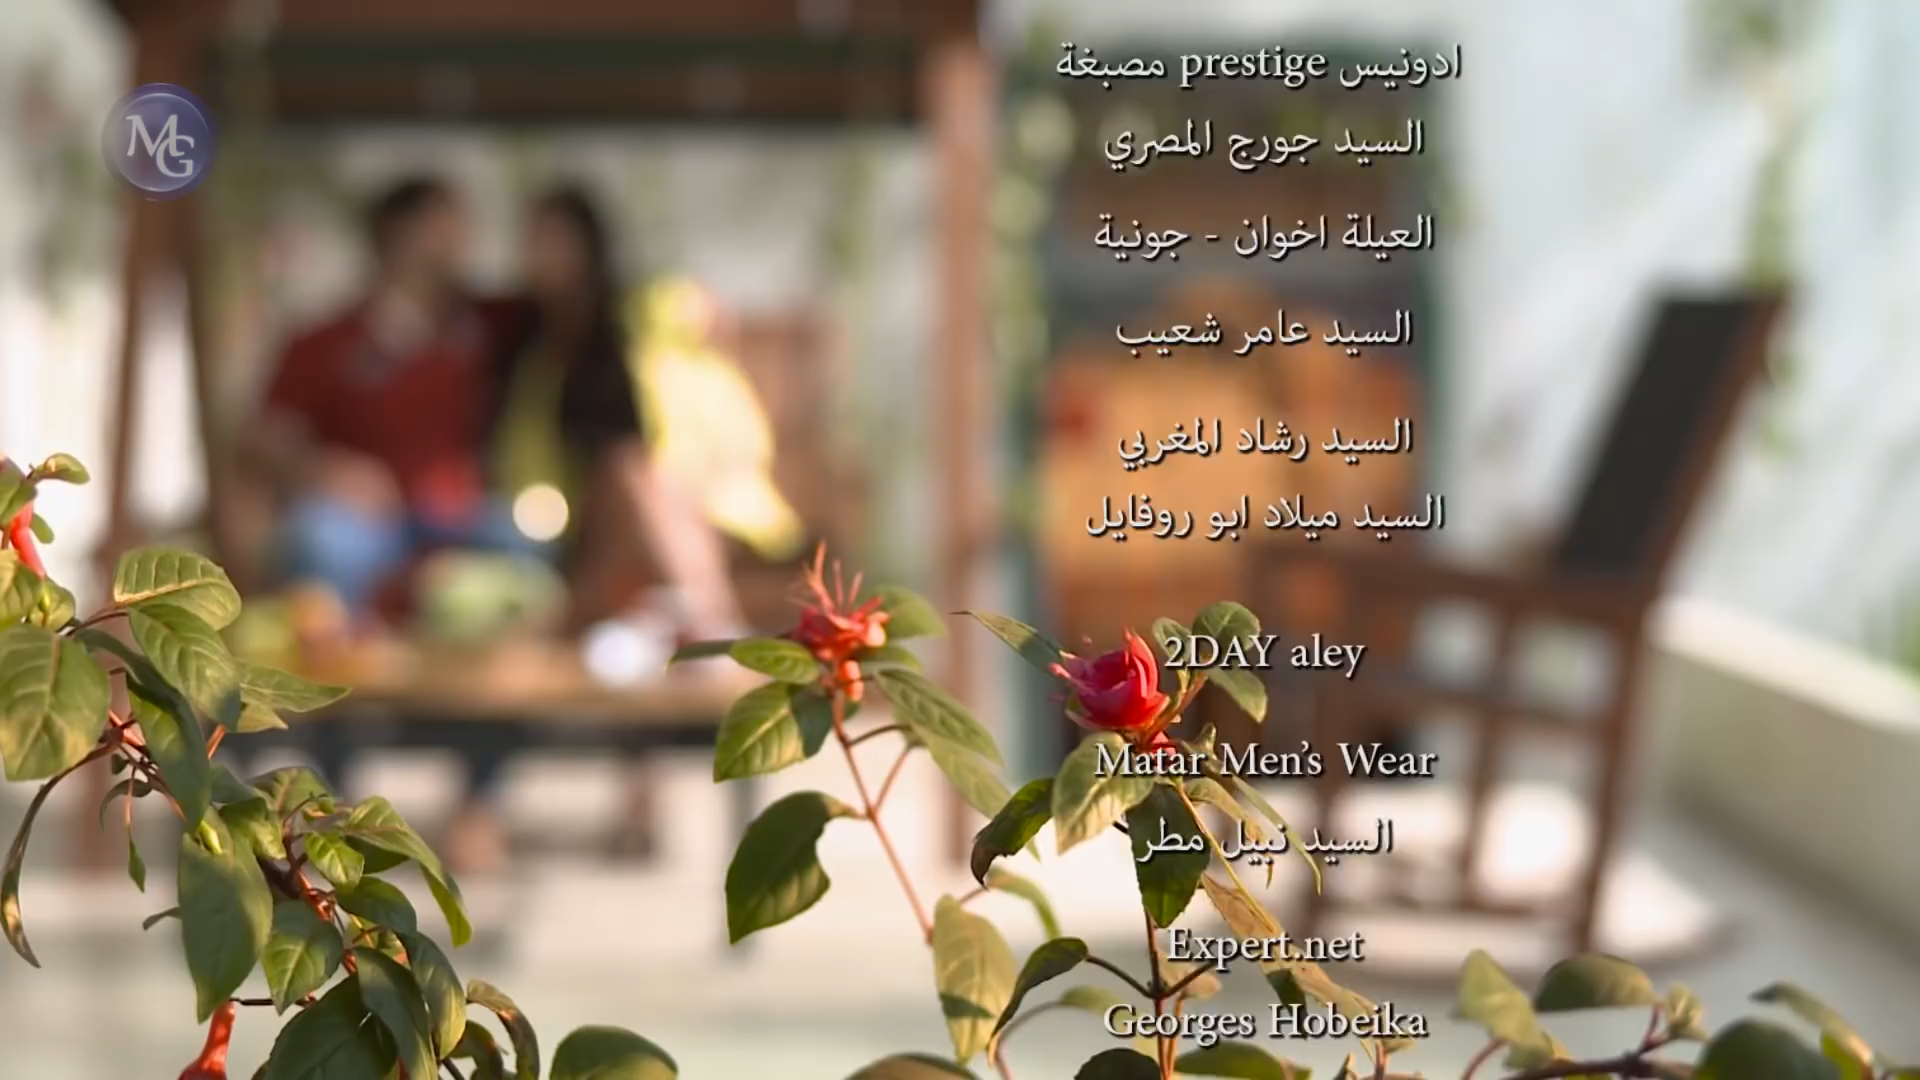 MG
ادونيس prestige مصبغة
السيد جورج المصري
العيلة اخوان - جونية
السيد عامر شعيب
السيد رشاد المغربي
السيد ميلاد ابو روفايل
2DAY aley
Matar Men's Wear
السيد نبيل مطر
Expert.net
Georges Hobeika